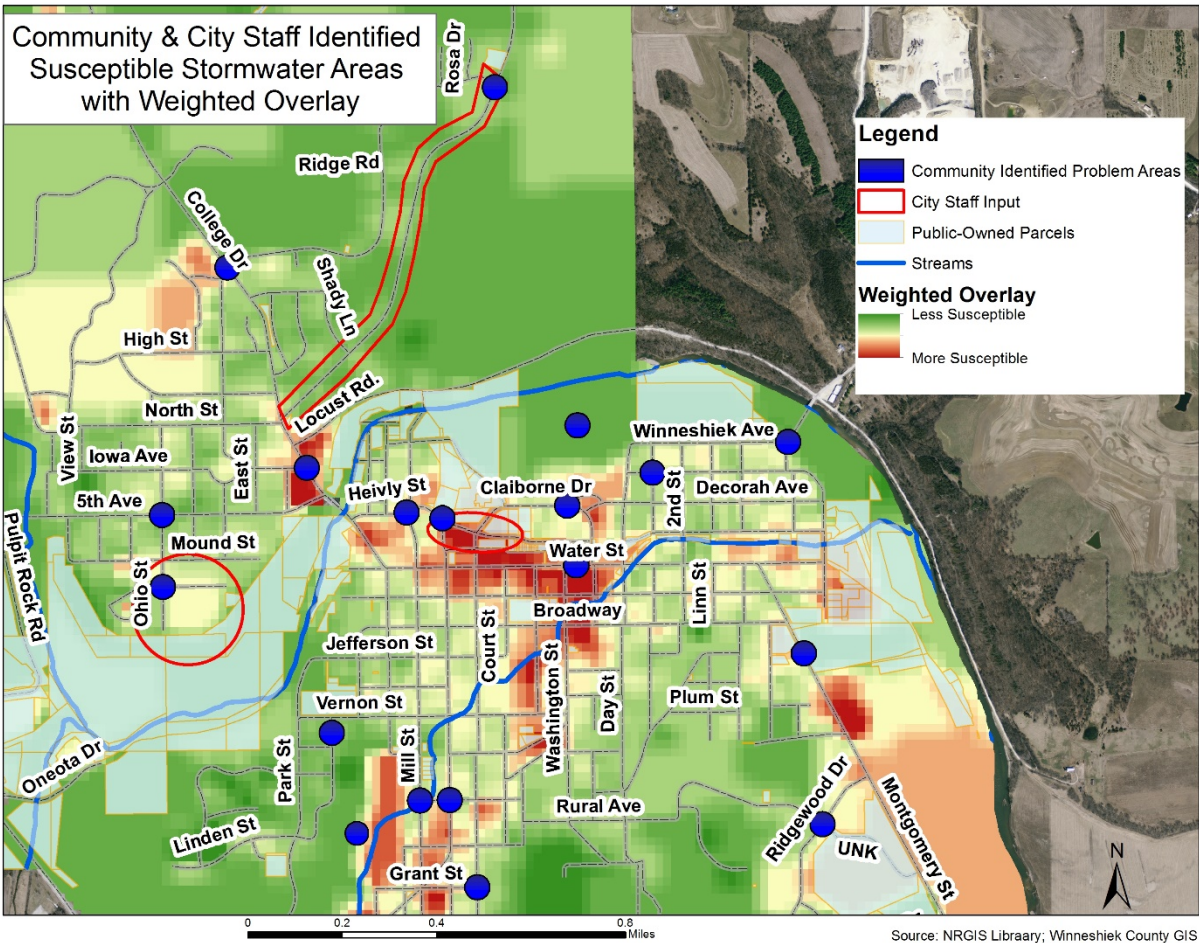 Community & City Staff Identified
Susceptible Stormwater Areas
with Weighted Overlay
Rosa Dr
Ridge Rd
College Dr
Shady Ln
High St
Locust Rd.
North St
View St
Iowa Ave
East St
5th Ave
Mound St
Ohio St
Pulpit Rock Rd
Heivly St
Claiborne Dr
Winneshiek Ave
2nd St
Decorah Ave
Water St
Broadway
Linn St
Jefferson St
Court St
Washington St
Day St
Plum St
Vernon St
Park St
Mill St
Oneota Dr
Linden St
Rural Ave
Grant St
Ridgewood Dr
UNK
Montgomery St
Legend
Community Identified Problem Areas
City Staff Input
Public-Owned Parcels
Streams
Weighted Overlay
Less Susceptible
More Susceptible
N
0 0.2 0.4 0.8
Miles
Source: NRGIS Libraary; Winneshiek County GIS